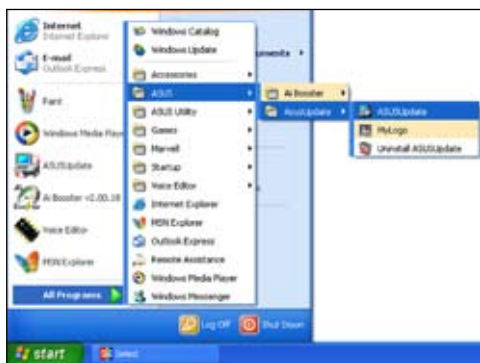 Internet
Internet Explorer
E-mail
Outlook Express
Paint
Windows Media Play
ASUSUpdate
Ai Booster v2.00.18
Voice Editor
MSN Explorer
All Programs
Windows Catalog
Windows Update
Accessories
ASUS
ASUS Utility
Games
Marvell
Startup
Voice Editor
Internet Explorer
MSN Explorer
Outlook Express
Remote Assistance
Windows Media Player
Windows Messenger
cuments
Ai Booster
AsusUpdate
ASUSUpdate
MyLogo
Uninstall ASUSUpdate
Log Off
Shut Down
start